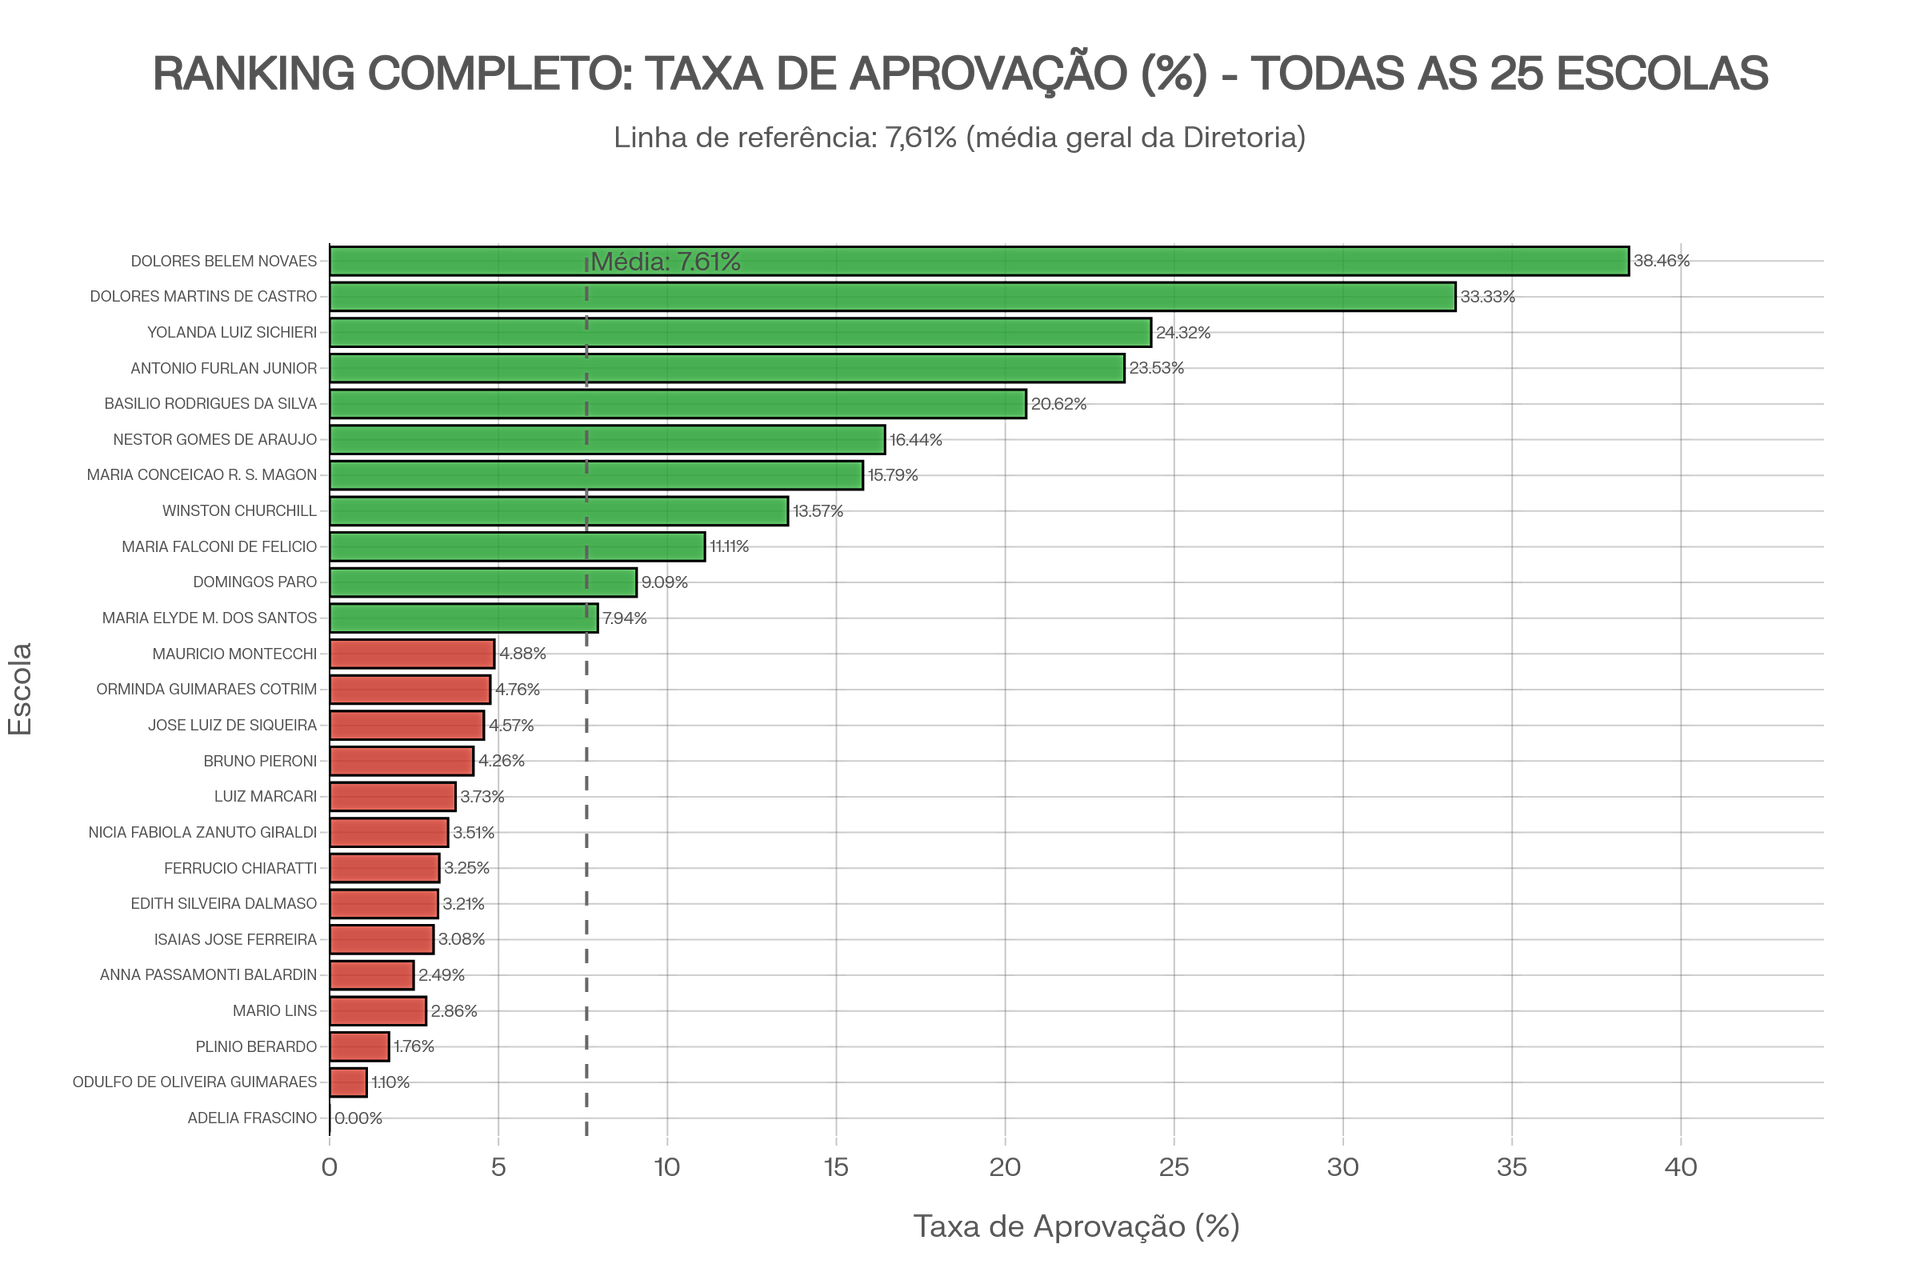 RANKING COMPLETO: TAXA DE APROVAÇÃO (%) - TODAS AS 25 ESCOLAS
Linha de referência: 7,61% (média geral da Diretoria)
Média: 7.61%
DOLORES BELEM NOVAES 38.46%
DOLORES MARTINS DE CASTRO 33.33%
YOLANDA LUIZ SICHIERI 24.32%
ANTONIO FURLAN JUNIOR 23.53%
BASILIO RODRIGUES DA SILVA 20.62%
NESTOR GOMES DE ARAUJO 16.44%
MARIA CONCEICAO R. S. MAGON 15.79%
WINSTON CHURCHILL 13.57%
MARIA FALCONI DE FELICIO 11.11%
DOMINGOS PARO 9.09%
MARIA ELYDE M. DOS SANTOS 7.94%
MAURICIO MONTECCHI 4.88%
ORMINDA GUIMARAES COTRIM 4.76%
JOSE LUIZ DE SIQUEIRA 4.57%
BRUNO PIERONI 4.26%
LUIZ MARCARI 3.73%
NICIA FABIOLA ZANUTO GIRALDI 3.51%
FERRUCIO CHIARATTI 3.25%
EDITH SILVEIRA DALMASO 3.21%
ISAIAS JOSE FERREIRA 3.08%
ANNA PASSAMONTI BALARDIN 2.49%
MARIO LINS 2.86%
PLINIO BERARDO 1.76%
ODULFO DE OLIVEIRA GUIMARAES 1.10%
ADELIA FRASCINO 0.00%
Escola
0 5 10 15 20 25 30 35 40
Taxa de Aprovação (%)